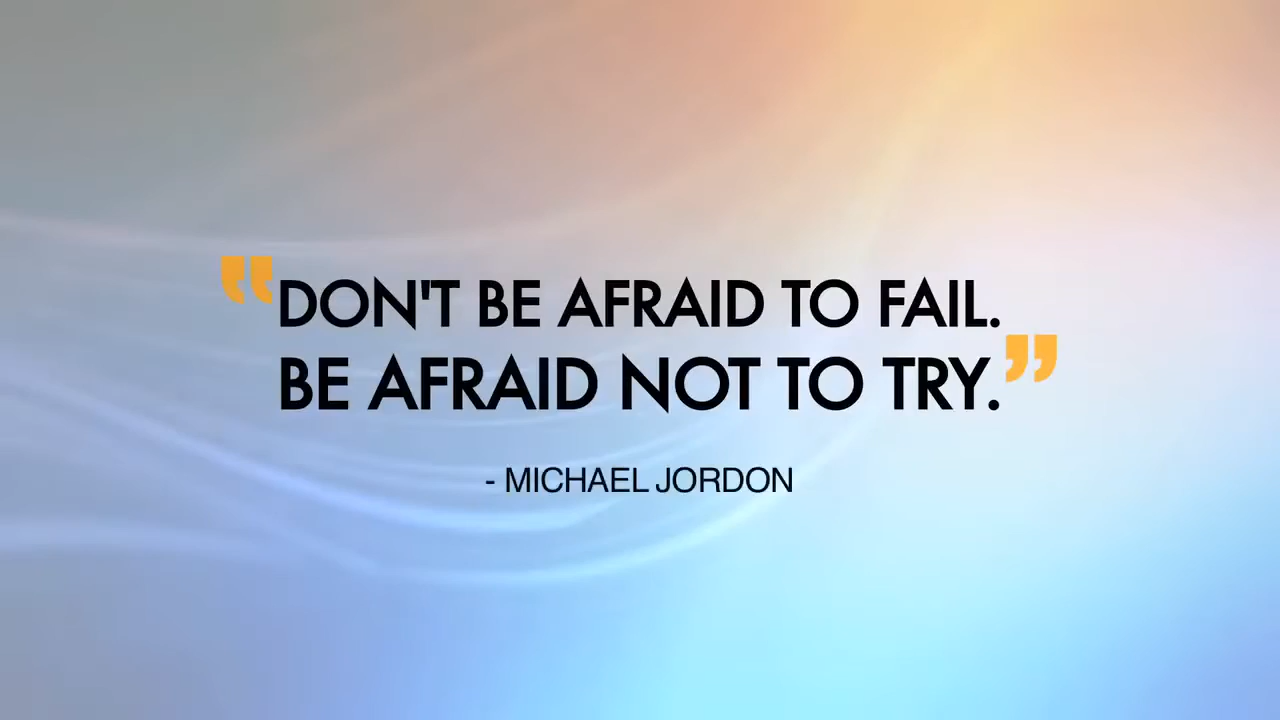 “DON'T BE AFRAID TO FAIL.
BE AFRAID NOT TO TRY.”
- MICHAEL JORDON